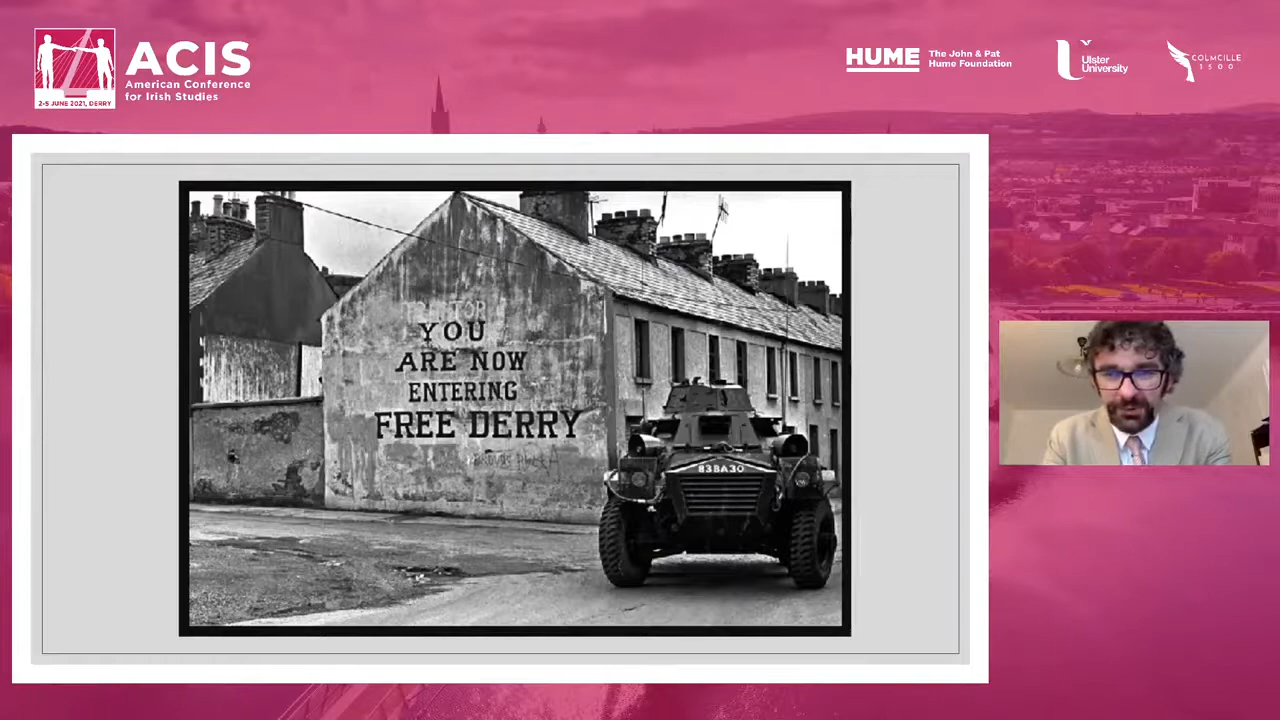 ACIS
American Conference
for Irish Studies
2-5 JUNE 2021, DERRY
HUME
The John & Pat
Hume Foundation
Ulster
University
COLMCILLE
1500
YOU
ARE NOW
ENTERING
FREE DERRY
83BA30